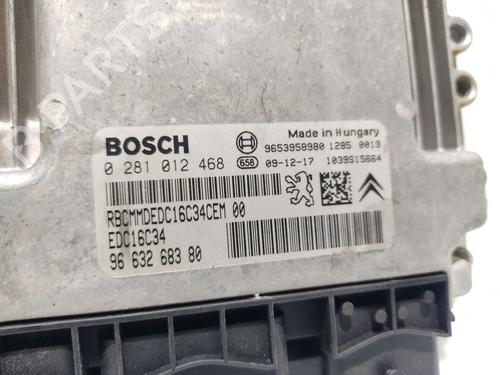 BOSCH
0 281 012 468
658
Made in Hungary
9653958980 1285 0019
09-12-17 1039S15664
RBCMMDEDC16C34CEM 00
EDC16C34
96 632 683 80